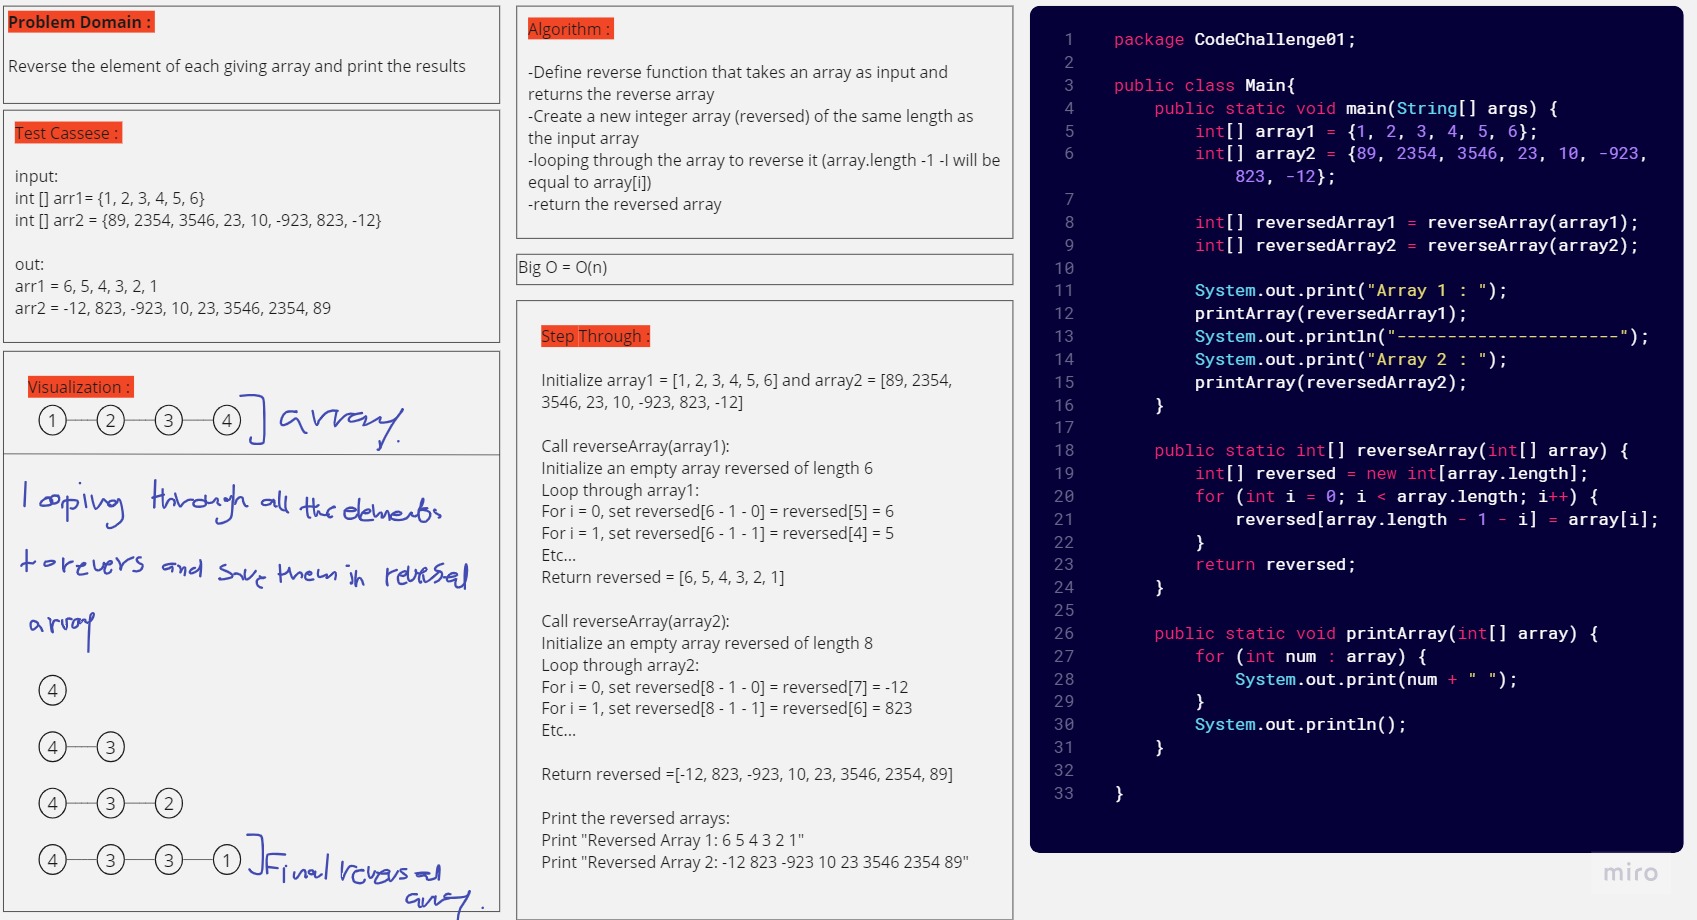 Problem Domain :
Reverse the element of each giving array and print the results
Test Cassese :
input:
int [] arr1= {1, 2, 3, 4, 5, 6}
int [] arr2 = {89, 2354, 3546, 23, 10, -923, 823, -12}
out:
arr1 = 6, 5, 4, 3, 2, 1
arr2 = -12, 823, -923, 10, 23, 3546, 2354, 89
Visualization :
1 2 3 4 ] array.
looping through all the elements
to revers and save them in reversed
array
4
4 3
4 3 2
4 3 3 1 ] Final reversed
array.
Algorithm :
-Define reverse function that takes an array as input and
returns the reverse array
-Create a new integer array (reversed) of the same length as
the input array
-looping through the array to reverse it (array.length -1 -I will be
equal to array[i])
-return the reversed array
Big O = O(n)
Step Through :
Initialize array1 = [1, 2, 3, 4, 5, 6] and array2 = [89, 2354,
3546, 23, 10, -923, 823, -12]
Call reverseArray(array1):
Initialize an empty array reversed of length 6
Loop through array1:
For i = 0, set reversed[6 - 1 - 0] = reversed[5] = 6
For i = 1, set reversed[6 - 1 - 1] = reversed[4] = 5
Etc...
Return reversed = [6, 5, 4, 3, 2, 1]
Call reverseArray(array2):
Initialize an empty array reversed of length 8
Loop through array2:
For i = 0, set reversed[8 - 1 - 0] = reversed[7] = -12
For i = 1, set reversed[8 - 1 - 1] = reversed[6] = 823
Etc...
Return reversed =[-12, 823, -923, 10, 23, 3546, 2354, 89]
Print the reversed arrays:
Print "Reversed Array 1: 6 5 4 3 2 1"
Print "Reversed Array 2: -12 823 -923 10 23 3546 2354 89"
1 package CodeChallenge01;
2
3 public class Main{
4 public static void main(String[] args) {
5 int[] array1 = {1, 2, 3, 4, 5, 6};
6 int[] array2 = {89, 2354, 3546, 23, 10, -923,
823, -12};
7
8 int[] reversedArray1 = reverseArray(array1);
9 int[] reversedArray2 = reverseArray(array2);
10
11 System.out.print("Array 1 : ");
12 printArray(reversedArray1);
13 System.out.println("----------------------");
14 System.out.print("Array 2 : ");
15 printArray(reversedArray2);
16 }
17
18 public static int[] reverseArray(int[] array) {
19 int[] reversed = new int[array.length];
20 for (int i = 0; i < array.length; i++) {
21 reversed[array.length - 1 - i] = array[i];
22 }
23 return reversed;
24 }
25
26 public static void printArray(int[] array) {
27 for (int num : array) {
28 System.out.print(num + " ");
29 }
30 System.out.println();
31 }
32
33 }
miro